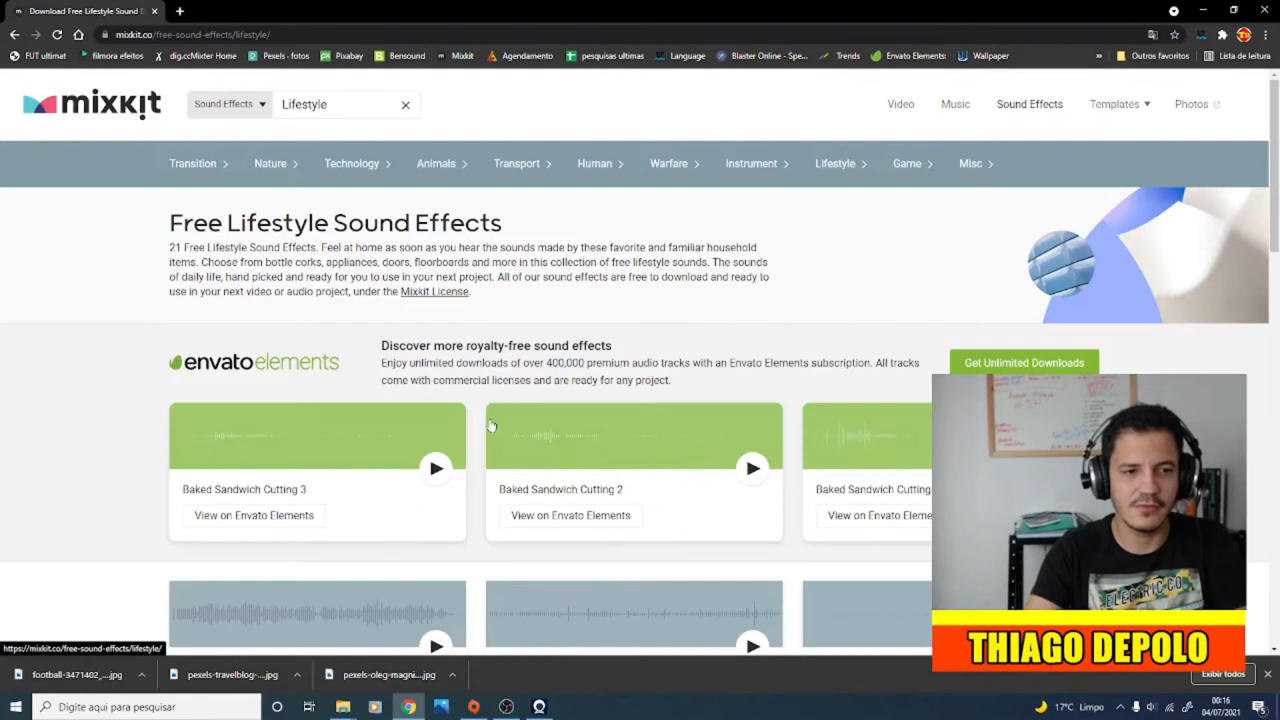 Download Free Lifestyle Sound E
mixkit.co/free-sound-effects/lifestyle/
FUT ultimat
filmora efeitos
dig.ccMixter Home
Pexels - fotos
Pixabay
Bensound
Mixkit
Agendamento
pesquisas ultimas
Language
Blaster Online - Spe...
Trends
Envato Elements:
Wallpaper
»
Outros favoritos
Lista de leitura
mixkit
Sound Effects
Lifestyle
Video
Music
Sound Effects
Templates
Photos
Transition
Nature
Technology
Animals
Transport
Human
Warfare
Instrument
Lifestyle
Game
Misc
Free Lifestyle Sound Effects
21 Free Lifestyle Sound Effects. Feel at home as soon as you hear the sounds made by these favorite and familiar household
items. Choose from bottle corks, appliances, doors, floorboards and more in this collection of free lifestyle sounds. The sounds
of daily life, hand picked and ready for you to use in your next project. All of our sound effects are free to download and ready to
use in your next video or audio project, under the Mixkit License.
envatoelements
Discover more royalty-free sound effects
Enjoy unlimited downloads of over 400,000 premium audio tracks with an Envato Elements subscription. All tracks
come with commercial licenses and are ready for any project.
Get Unlimited Downloads
Baked Sandwich Cutting 3
View on Envato Elements
Baked Sandwich Cutting 2
View on Envato Elements
Baked Sandwich Cutting
View on Envato Eleme
ELECTRICCO
THIAGO DEPOLO
https://mixkit.co/free-sound-effects/lifestyle/
football-3471402_...jpg
pexels-travelblog-...jpg
pexels-oleg-magni...jpg
Exibir todos
Digite aqui para pesquisar
17°C Limpo
00:16
04/07/2021